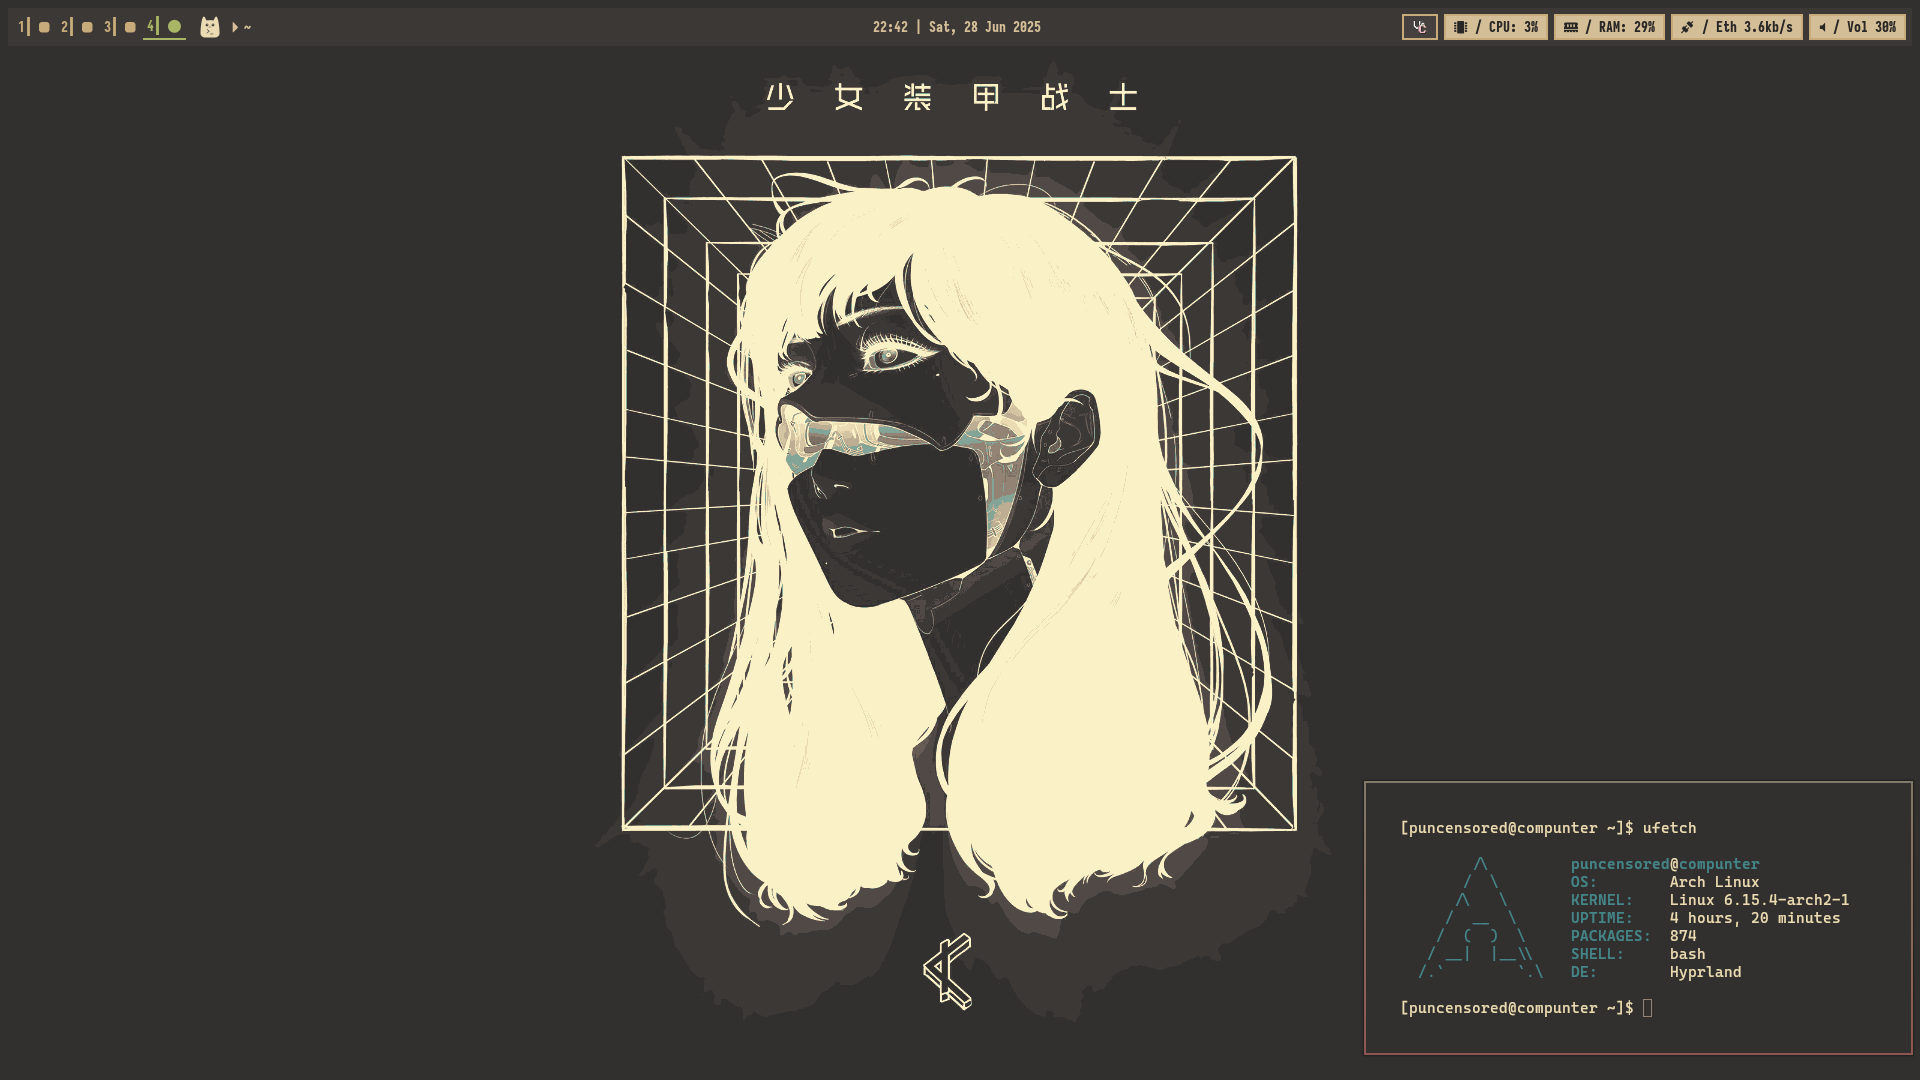 1 2 3 4 ~
22:42 | Sat, 28 Jun 2025
/ CPU: 3% / RAM: 29% / Eth 3.6kb/s / Vol 30%
少女装甲战士
[puncensored@compunter ~]$ ufetch
puncensored@compunter
OS: Arch Linux
KERNEL: Linux 6.15.4-arch2-1
UPTIME: 4 hours, 20 minutes
PACKAGES: 874
SHELL: bash
DE: Hyprland
[puncensored@compunter ~]$